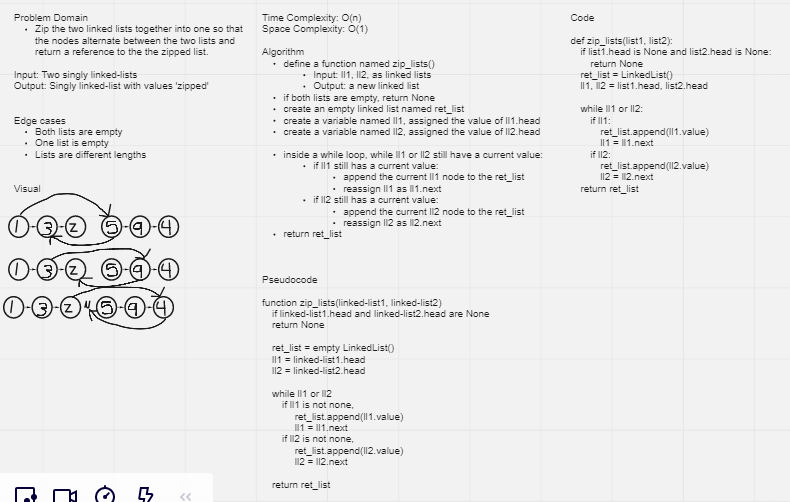 Problem Domain
• Zip the two linked lists together into one so that
the nodes alternate between the two lists and
return a reference to the the zipped list.
Input: Two singly linked-lists
Output: Singly linked-list with values 'zipped'
Edge cases
• Both lists are empty
• One list is empty
• Lists are different lengths
Visual
1-3-2 5-9-4
1-3-2 5-9-4
1-3-2 5-9-4
Time Complexity: O(n)
Space Complexity: O(1)
Algorithm
• define a function named zip_lists()
• Input: ll1, ll2, as linked lists
• Output: a new linked list
• if both lists are empty, return None
• create an empty linked list named ret_list
• create a variable named ll1, assigned the value of ll1.head
• create a variable named ll2, assigned the value of ll2.head
• inside a while loop, while ll1 or ll2 still have a current value:
• if ll1 still has a current value:
• append the current ll1 node to the ret_list
• reassign ll1 as ll1.next
• if ll2 still has a current value:
• append the current ll2 node to the ret_list
• reassign ll2 as ll2.next
• return ret_list
Pseudocode
function zip_lists(linked-list1, linked-list2)
if linked-list1.head and linked-list2.head are None
return None
ret_list = empty LinkedList()
ll1 = linked-list1.head
ll2 = linked-list2.head
while ll1 or ll2
if ll1 is not none,
ret_list.append(ll1.value)
ll1 = ll1.next
if ll2 is not none,
ret_list.append(ll2.value)
ll2 = ll2.next
return ret_list
Code
def zip_lists(list1, list2):
if list1.head is None and list2.head is None:
return None
ret_list = LinkedList()
ll1, ll2 = list1.head, list2.head
while ll1 or ll2:
if ll1:
ret_list.append(ll1.value)
ll1 = ll1.next
if ll2:
ret_list.append(ll2.value)
ll2 = ll2.next
return ret_list